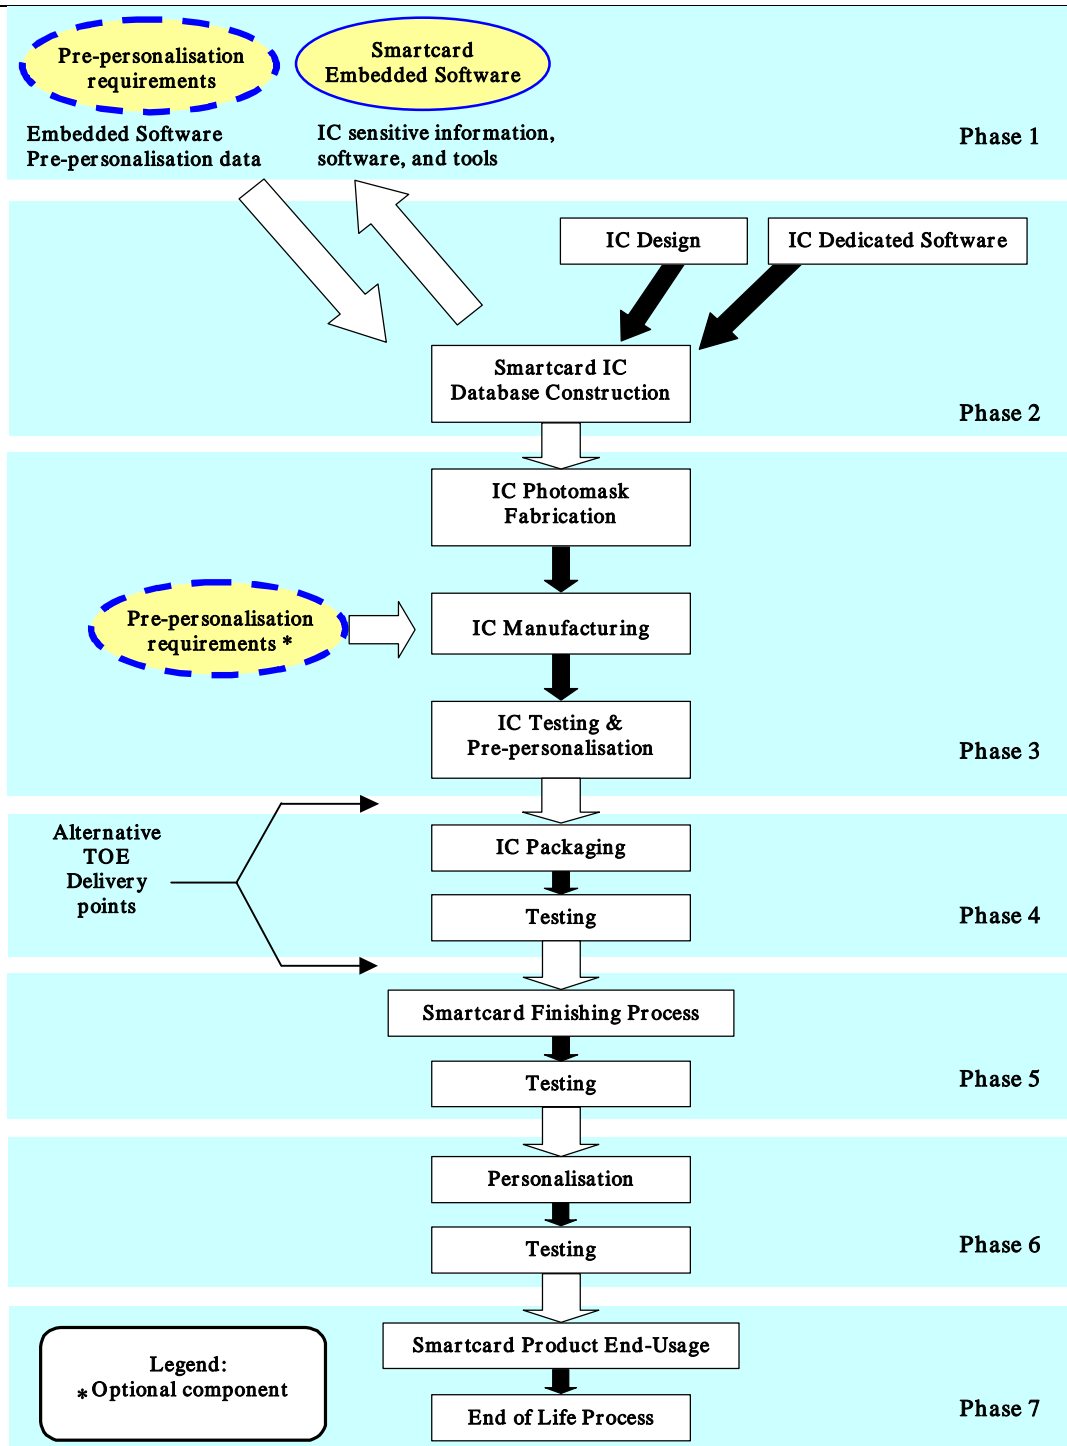 Pre-personalisation
requirements
Smartcard
Embedded Software
Embedded Software
Pre-personalisation data
IC sensitive information,
software, and tools
Phase 1
IC Design
IC Dedicated Software
Smartcard IC
Database Construction
Phase 2
IC Photomask
Fabrication
Pre-personalisation
requirements *
IC Manufacturing
IC Testing &
Pre-personalisation
Phase 3
Alternative
TOE
Delivery
points
IC Packaging
Testing
Phase 4
Smartcard Finishing Process
Testing
Phase 5
Personalisation
Testing
Phase 6
Smartcard Product End-Usage
End of Life Process
Legend:
* Optional component
Phase 7